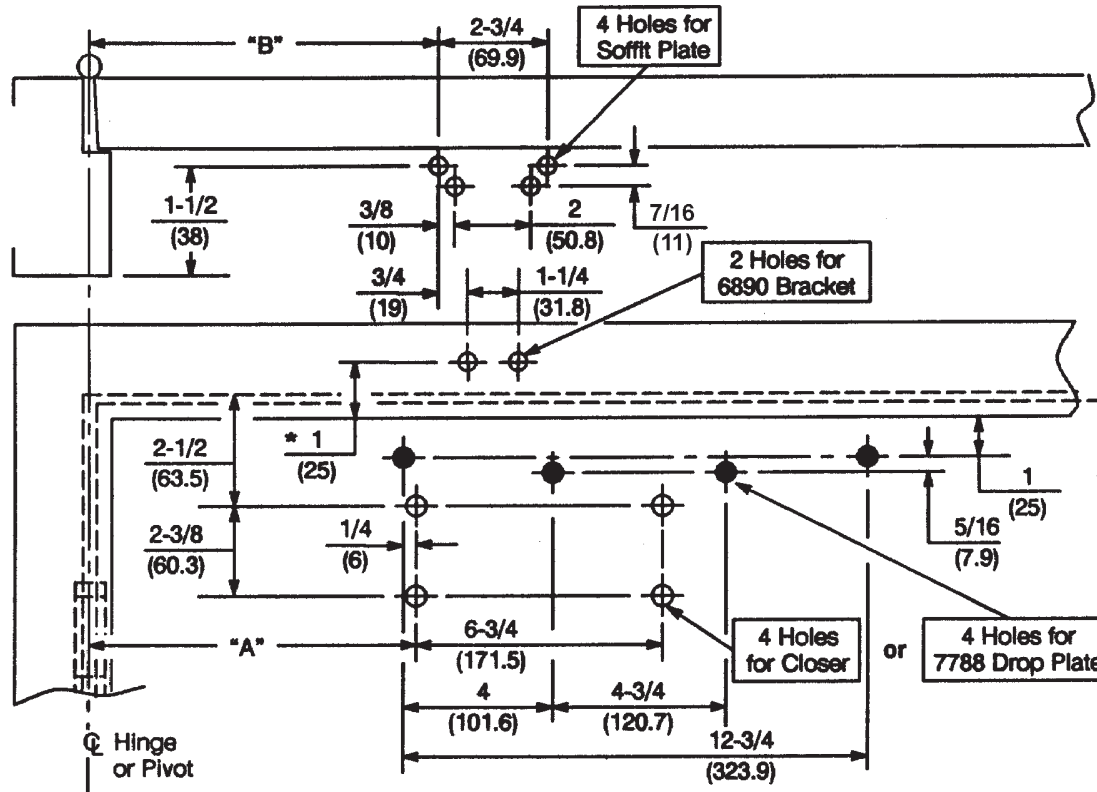 "B"
2-3/4
(69.9)
4 Holes for
Soffit Plate
1-1/2
(38)
3/8
(10)
2
(50.8)
7/16
(11)
3/4
(19)
1-1/4
(31.8)
2 Holes for
6890 Bracket
* 1
(25)
2-1/2
(63.5)
1
(25)
5/16
(7.9)
2-3/8
(60.3)
1/4
(6)
"A"
6-3/4
(171.5)
4 Holes
for Closer
or
4 Holes for
7788 Drop Plate
4
(101.6)
4-3/4
(120.7)
12-3/4
(323.9)
℄ Hinge
or Pivot